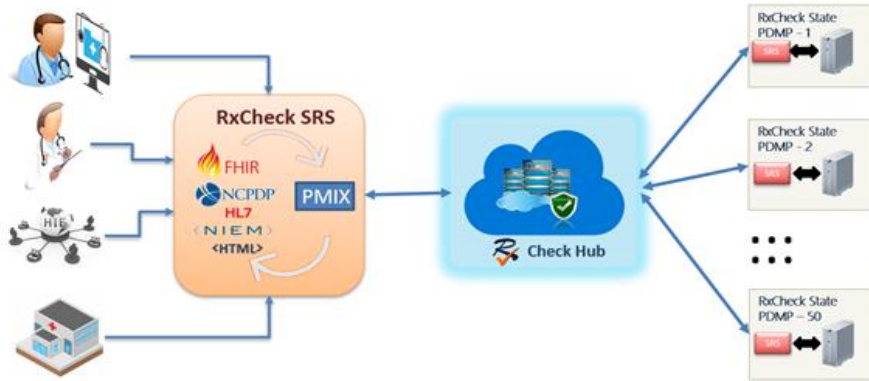 RxCheck SRS
FHIR
NCPDP
HL7
<NIEM>
<HTML>
PMIX
HIE
Rx Check Hub
RxCheck State
PDMP - 1
SRS
RxCheck State
PDMP - 2
SRS
RxCheck State
PDMP – 50
SRS